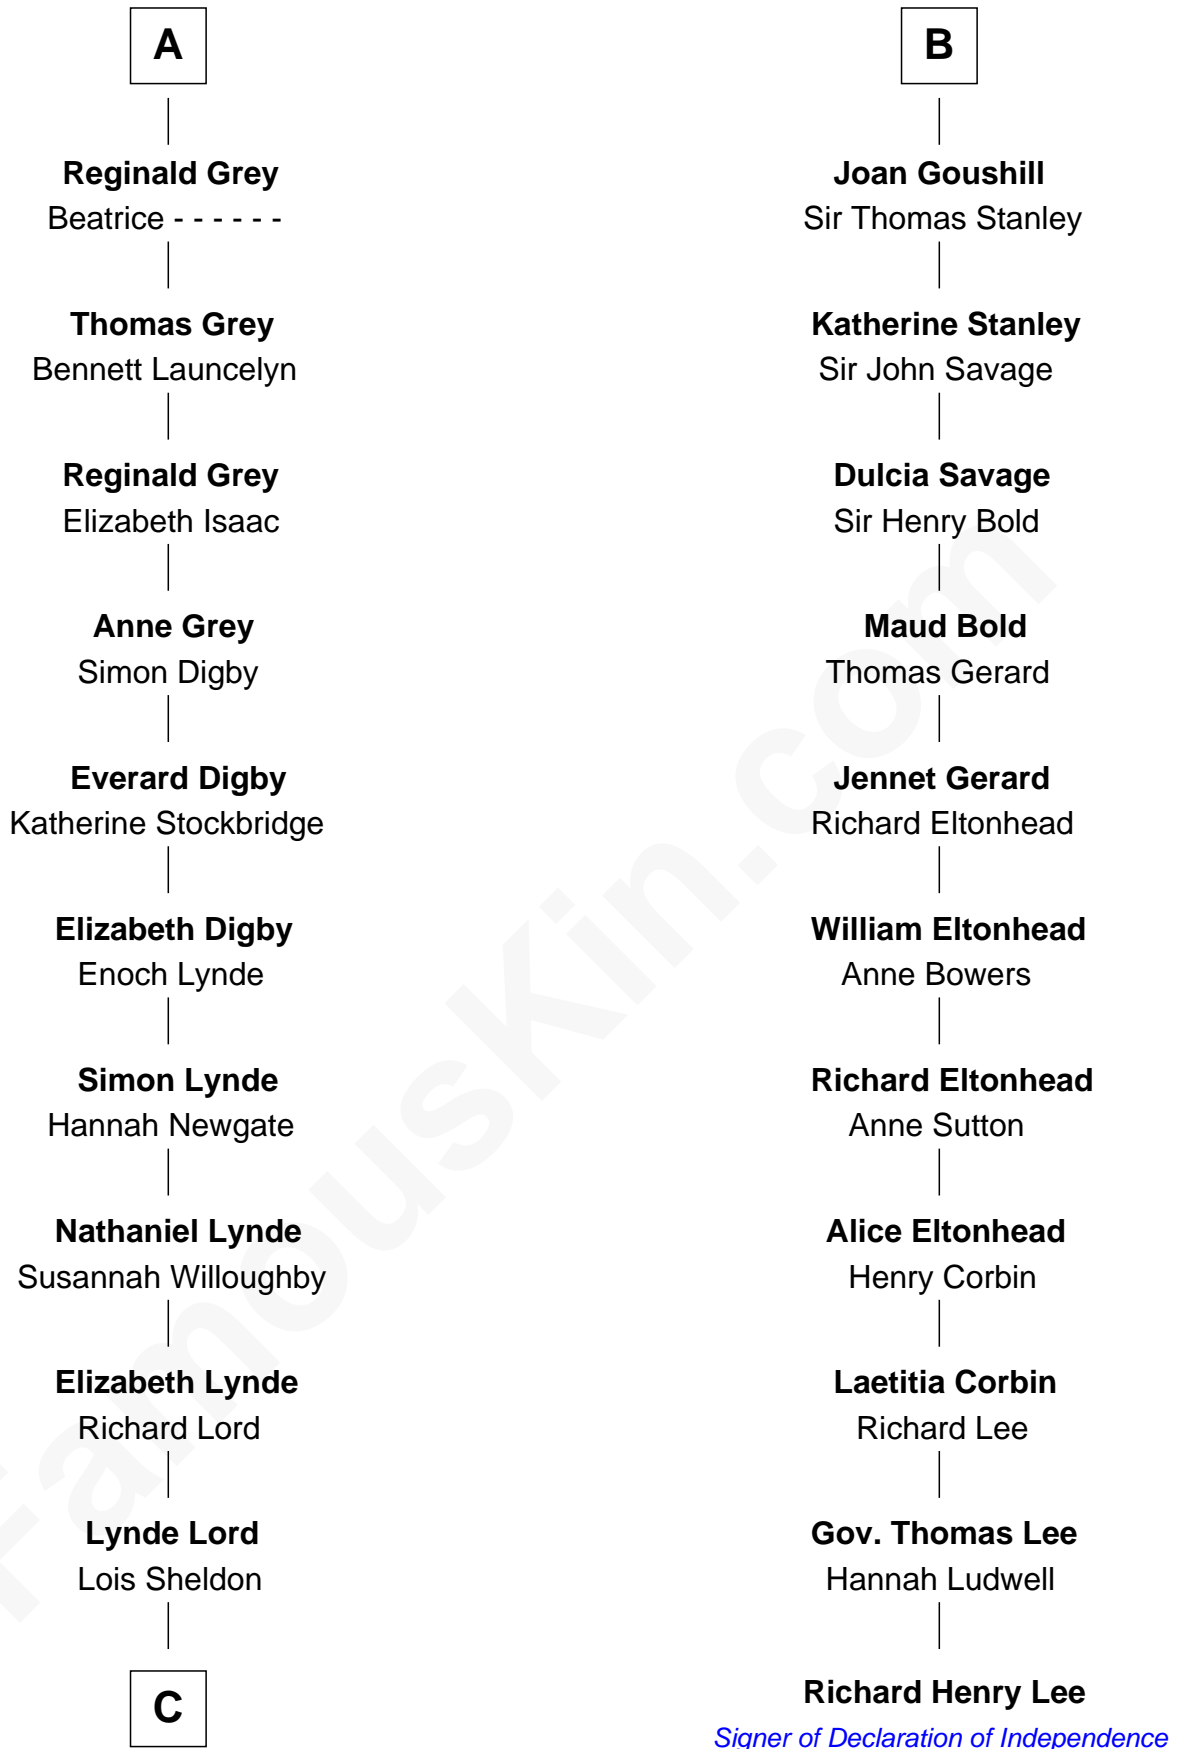 A
Reginald Grey
Beatrice - - - - - -
Thomas Grey
Bennett Launcelyn
Reginald Grey
Elizabeth Isaac
Anne Grey
Simon Digby
Everard Digby
Katherine Stockbridge
Elizabeth Digby
Enoch Lynde
Simon Lynde
Hannah Newgate
Nathaniel Lynde
Susannah Willoughby
Elizabeth Lynde
Richard Lord
Lynde Lord
Lois Sheldon
C
B
Joan Goushill
Sir Thomas Stanley
Katherine Stanley
Sir John Savage
Dulcia Savage
Sir Henry Bold
Maud Bold
Thomas Gerard
Jennet Gerard
Richard Eltonhead
William Eltonhead
Anne Bowers
Richard Eltonhead
Anne Sutton
Alice Eltonhead
Henry Corbin
Laetitia Corbin
Richard Lee
Gov. Thomas Lee
Hannah Ludwell
Richard Henry Lee
Signer of Declaration of Independence
FamousKin.com